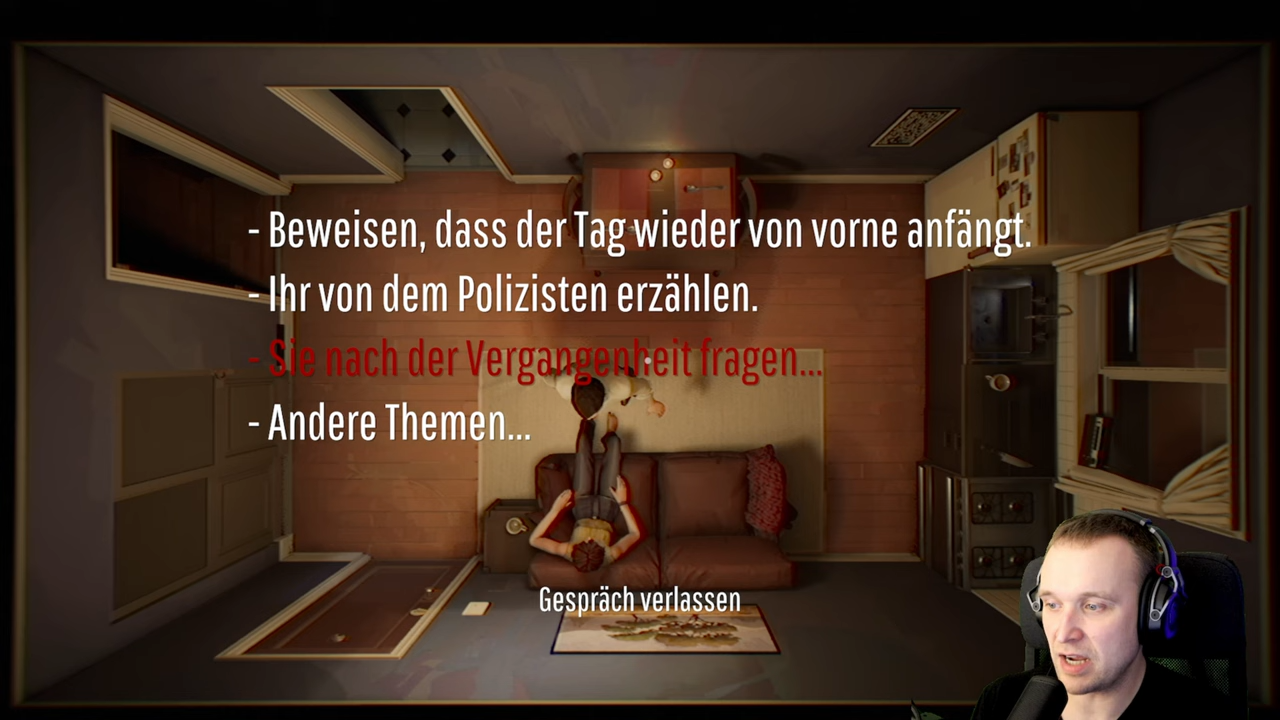 - Beweisen, dass der Tag wieder von vorne anfängt.
- Ihr von dem Polizisten erzählen.
- Sie nach der Vergangenheit fragen...
- Andere Themen...
Gespräch verlassen